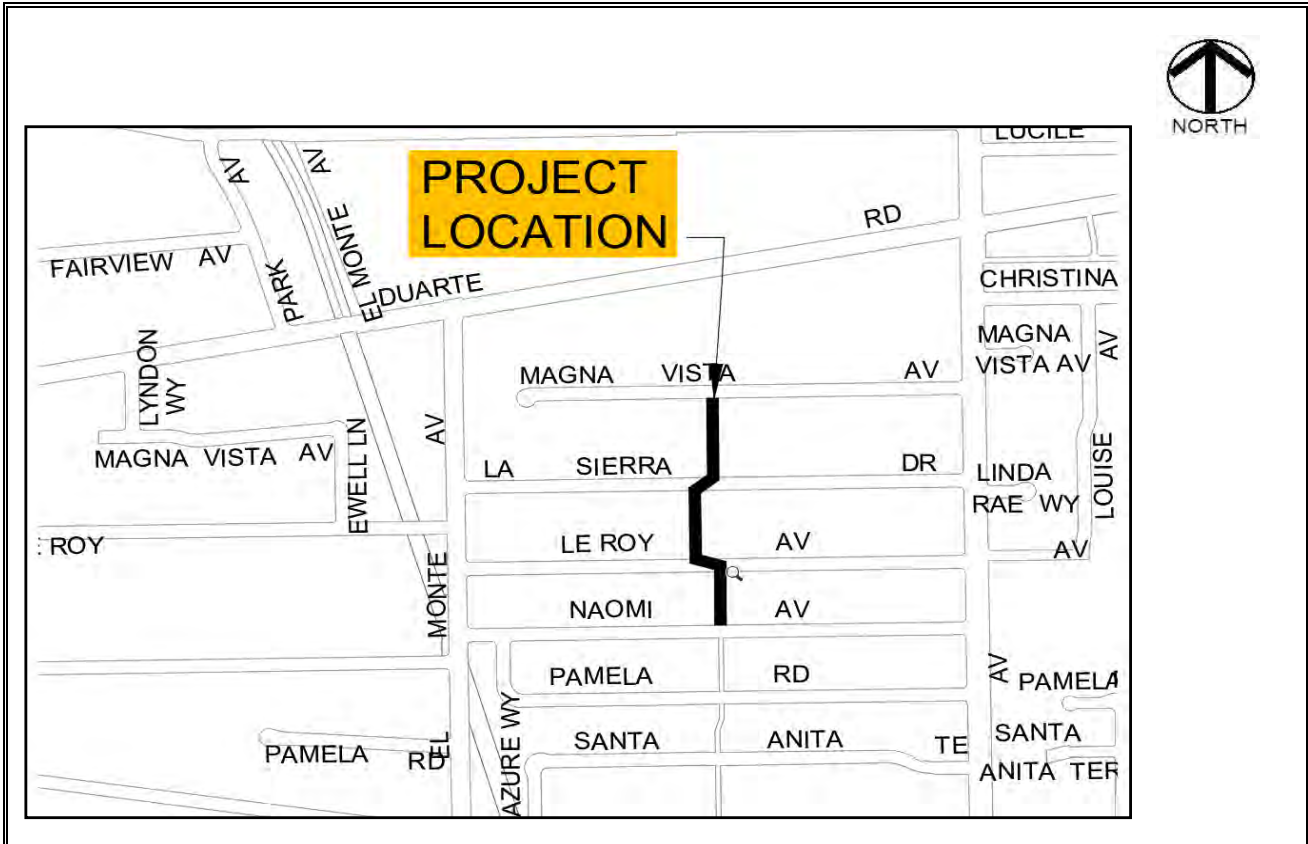 NORTH
LUCILE
PROJECT
LOCATION
AV
AV
RD
FAIRVIEW AV
PARK
EL MONTE
DUARTE
CHRISTINA
MAGNA
VISTA AV
AV
LYNDON
WY
MAGNA VISTA AV
MAGNA VISTA AV
EWELL LN
AV
LA SIERRA DR
LINDA
RAE WY
LOUISE
ROY
LE ROY AV
AV
MONTE
NAOMI AV
PAMELA RD
AV
PAMELA
AZURE WY
SANTA ANITA TE
SANTA
ANITA TER
PAMELA RD
EL